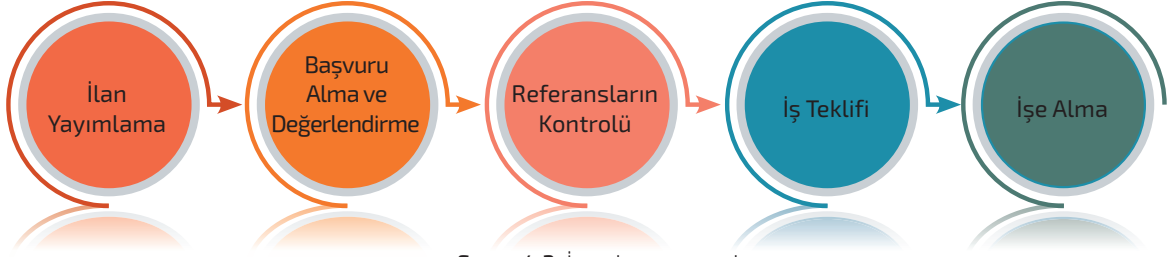 İlan
Yayımlama
Başvuru
Alma ve
Değerlendirme
Referansların
Kontrolü
İş Teklifi
İşe Alma